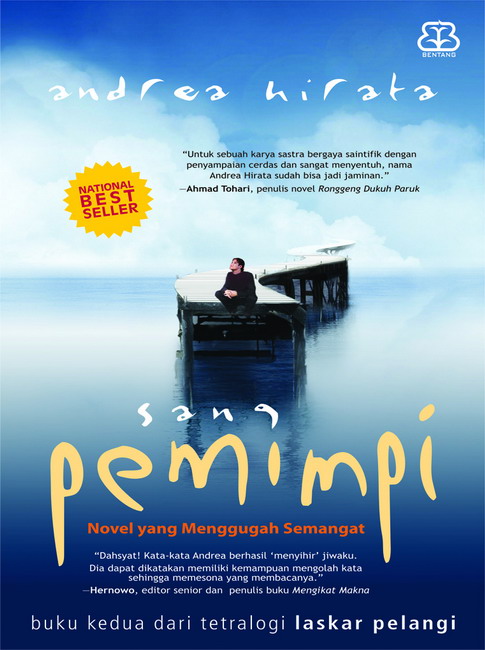 BENTANG
andrea hirata
“Untuk sebuah karya sastra bergaya saintifik dengan
penyampaian cerdas dan sangat menyentuh, nama
Andrea Hirata sudah bisa jadi jaminan.”
—Ahmad Tohari, penulis novel Ronggeng Dukuh Paruk
NATIONAL
BEST
SELLER
sang
pemimpi
Novel yang Menggugah Semangat
“Dahsyat! Kata-kata Andrea berhasil ‘menyihir’ jiwaku.
Dia dapat dikatakan memiliki kemampuan mengolah kata
sehingga memesona yang membacanya.”
—Hernowo, editor senior dan penulis buku Mengikat Makna
buku kedua dari tetralogi laskar pelangi